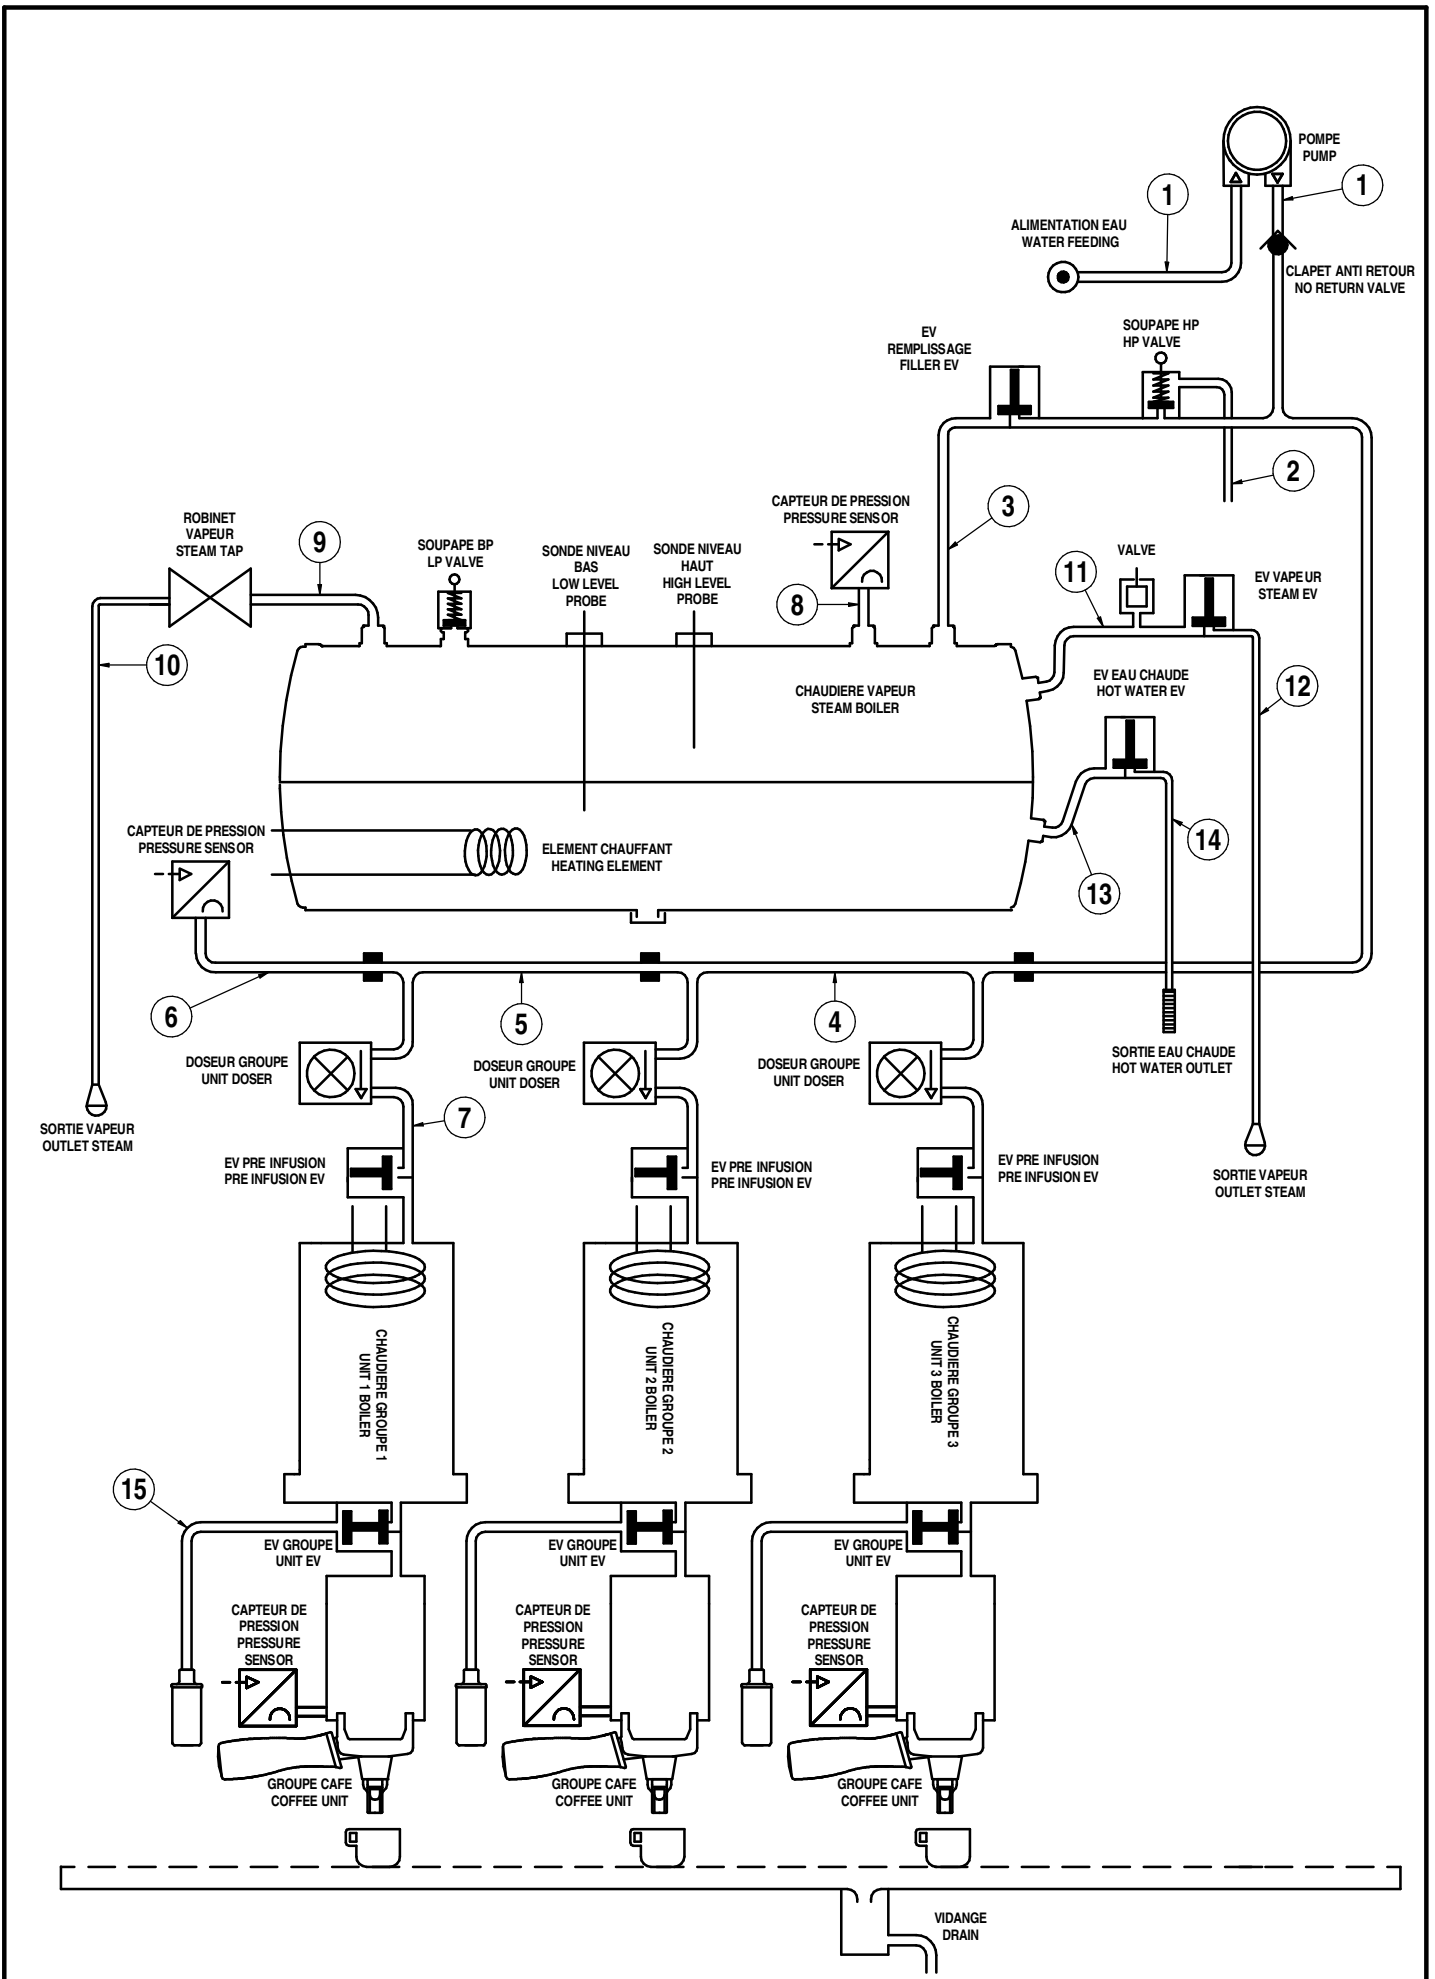 POMPE
PUMP
1
1
ALIMENTATION EAU
WATER FEEDING
CLAPET ANTI RETOUR
NO RETURN VALVE
EV
REMPLISSAGE
FILLER EV
SOUPAPE HP
HP VALVE
2
3
CAPTEUR DE PRESSION
PRESSURE SENSOR
ROBINET
VAPEUR
STEAM TAP
9
SOUPAPE BP
LP VALVE
SONDE NIVEAU
BAS
LOW LEVEL
PROBE
SONDE NIVEAU
HAUT
HIGH LEVEL
PROBE
8
11
VALVE
EV VAPEUR
STEAM EV
10
CHAUDIERE VAPEUR
STEAM BOILER
EV EAU CHAUDE
HOT WATER EV
12
CAPTEUR DE PRESSION
PRESSURE SENSOR
ELEMENT CHAUFFANT
HEATING ELEMENT
14
13
6
5
4
DOSEUR GROUPE
UNIT DOSER
DOSEUR GROUPE
UNIT DOSER
DOSEUR GROUPE
UNIT DOSER
SORTIE EAU CHAUDE
HOT WATER OUTLET
SORTIE VAPEUR
OUTLET STEAM
7
EV PRE INFUSION
PRE INFUSION EV
EV PRE INFUSION
PRE INFUSION EV
EV PRE INFUSION
PRE INFUSION EV
SORTIE VAPEUR
OUTLET STEAM
CHAUDIERE GROUPE 1
UNIT 1 BOILER
CHAUDIERE GROUPE 2
UNIT 2 BOILER
CHAUDIERE GROUPE 3
UNIT 3 BOILER
15
EV GROUPE
UNIT EV
EV GROUPE
UNIT EV
EV GROUPE
UNIT EV
CAPTEUR DE
PRESSION
PRESSURE
SENSOR
CAPTEUR DE
PRESSION
PRESSURE
SENSOR
CAPTEUR DE
PRESSION
PRESSURE
SENSOR
GROUPE CAFE
COFFEE UNIT
GROUPE CAFE
COFFEE UNIT
GROUPE CAFE
COFFEE UNIT
VIDANGE
DRAIN